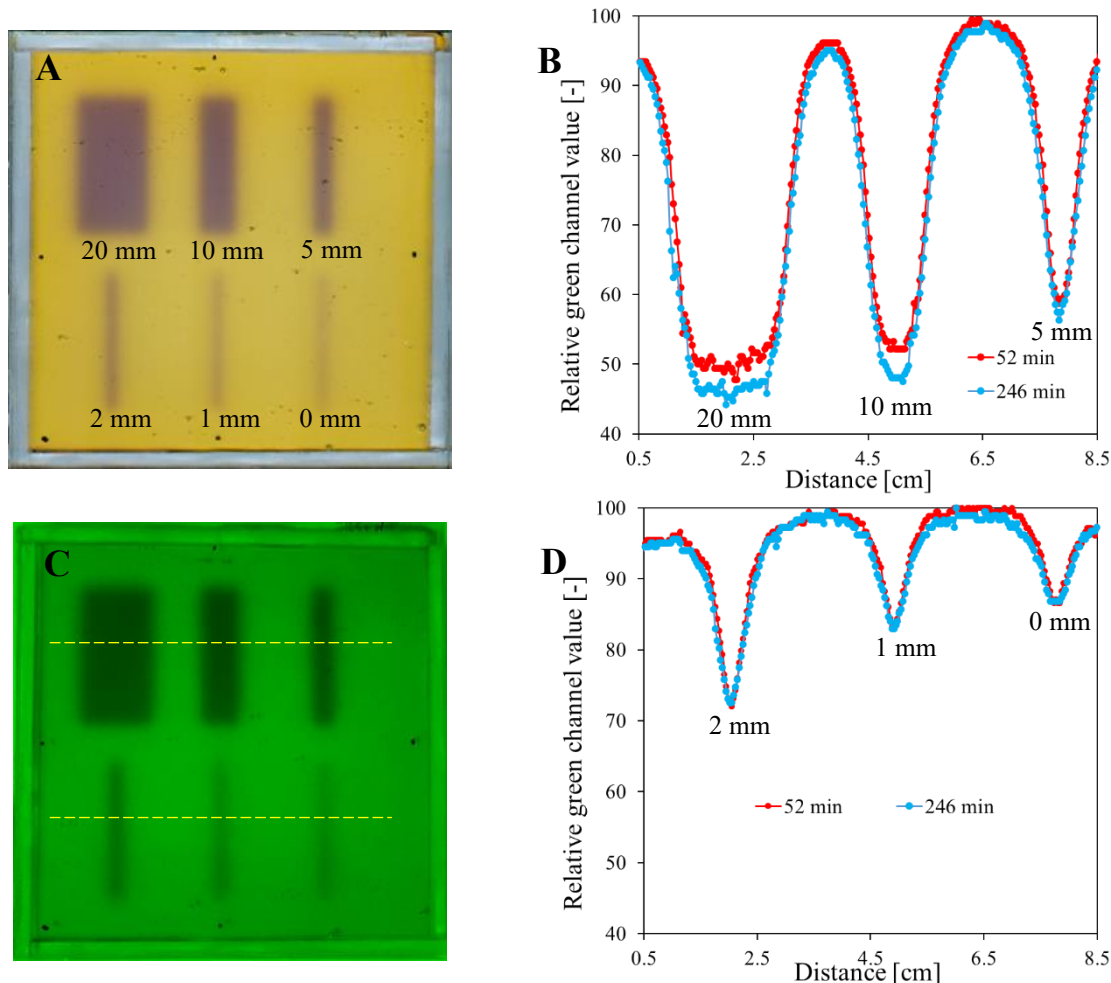 A
20 mm
10 mm
5 mm
2 mm
1 mm
0 mm
B
Relative green channel value [-]
100
90
80
70
60
50
40
0.5
2.5
4.5
6.5
8.5
Distance [cm]
20 mm
10 mm
5 mm
52 min
246 min
C
D
Relative green channel value [-]
100
90
80
70
60
50
40
0.5
2.5
4.5
6.5
8.5
Distance [cm]
2 mm
1 mm
0 mm
52 min
246 min